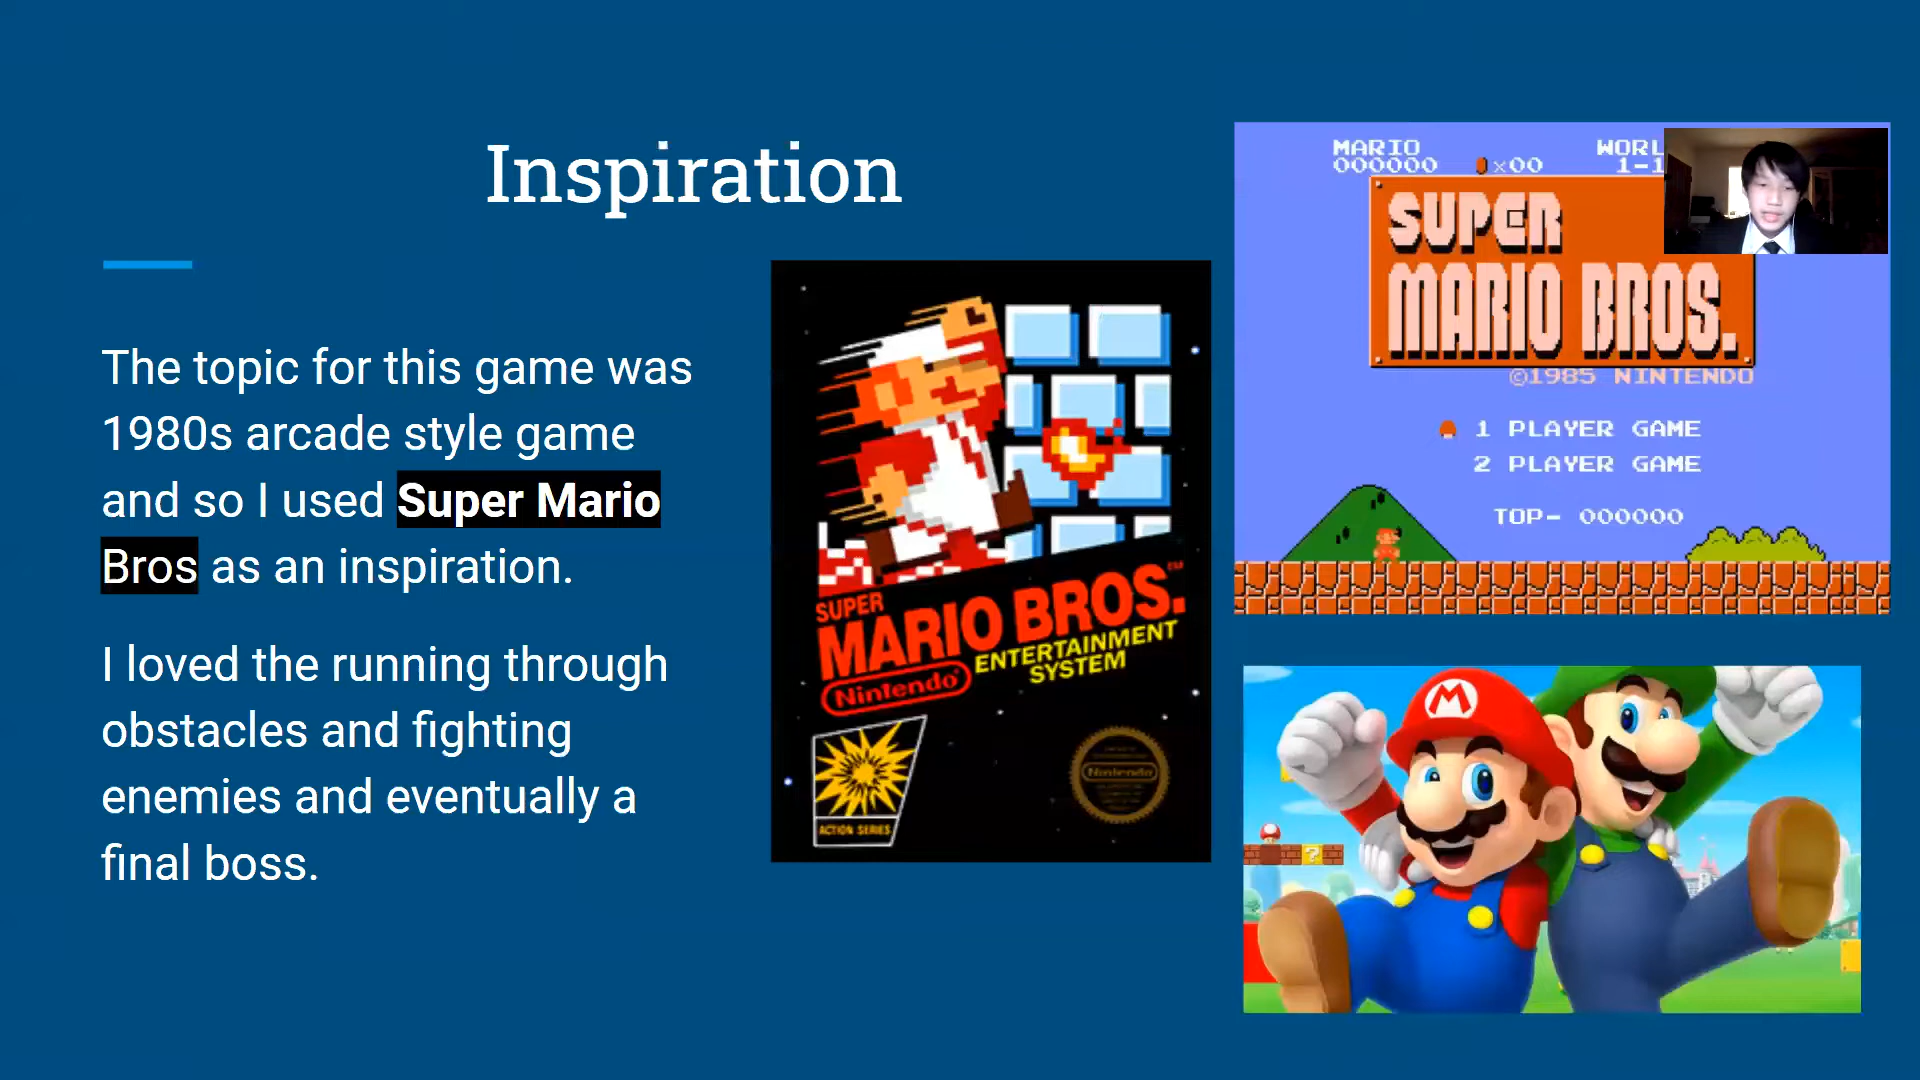 Inspiration
The topic for this game was
1980s arcade style game
and so I used Super Mario
Bros as an inspiration.
I loved the running through
obstacles and fighting
enemies and eventually a
final boss.
SUPER
MARIO BROS.™
ENTERTAINMENT
SYSTEM
Nintendo®
ACTION SERIES
Nintendo
MARIO WORL
000000 ×00 1-1
SUPER
MARIO BROS.
©1985 NINTENDO
1 PLAYER GAME
2 PLAYER GAME
TOP- 000000
M
?